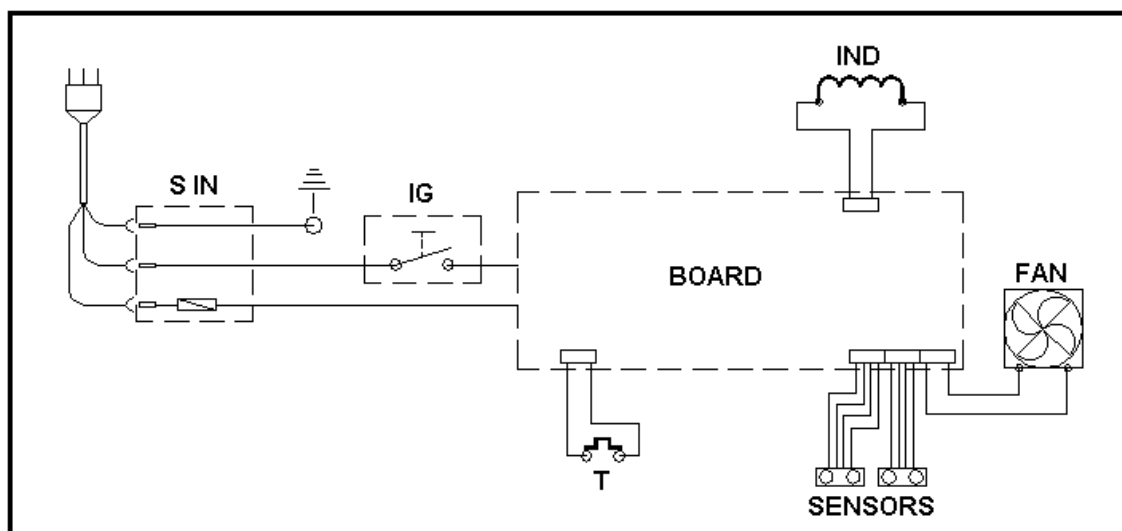 IND
S IN
IG
BOARD
FAN
T
SENSORS